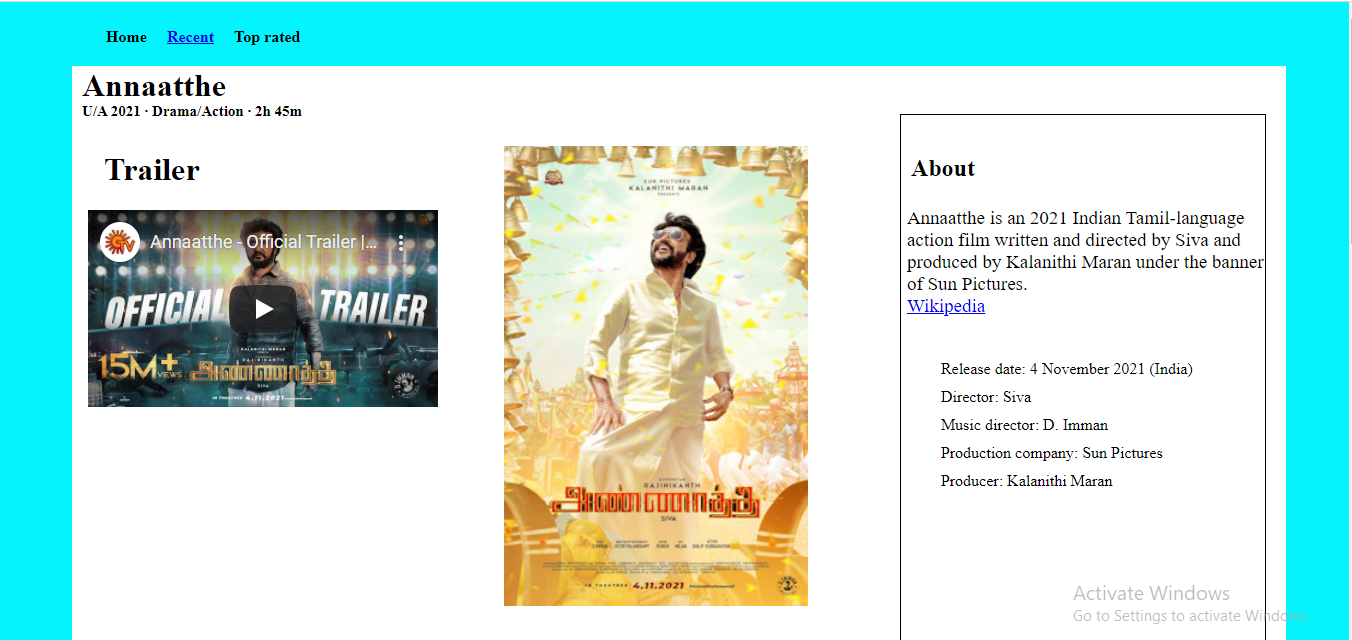 Home Recent Top rated
Annaatthe
U/A 2021 · Drama/Action · 2h 45m
Trailer
Annaatthe - Official Trailer |...
OFFICIAL TRAILER
15M+ VIEWS
KALANITHI MARAN
RAJINIKANTH
அண்ணாத்த
SIVA
IN THEATRES 4.11.2021
SUN PICTURES
KALANITHI MARAN
PRESENTS
SUPERSTAR
RAJINIKANTH
அண்ணாத்த
SIVA
IN THEATRES 4.11.2021
About
Annaatthe is an 2021 Indian Tamil-language
action film written and directed by Siva and
produced by Kalanithi Maran under the banner
of Sun Pictures.
Wikipedia
Release date: 4 November 2021 (India)
Director: Siva
Music director: D. Imman
Production company: Sun Pictures
Producer: Kalanithi Maran
Activate Windows
Go to Settings to activate Windows.